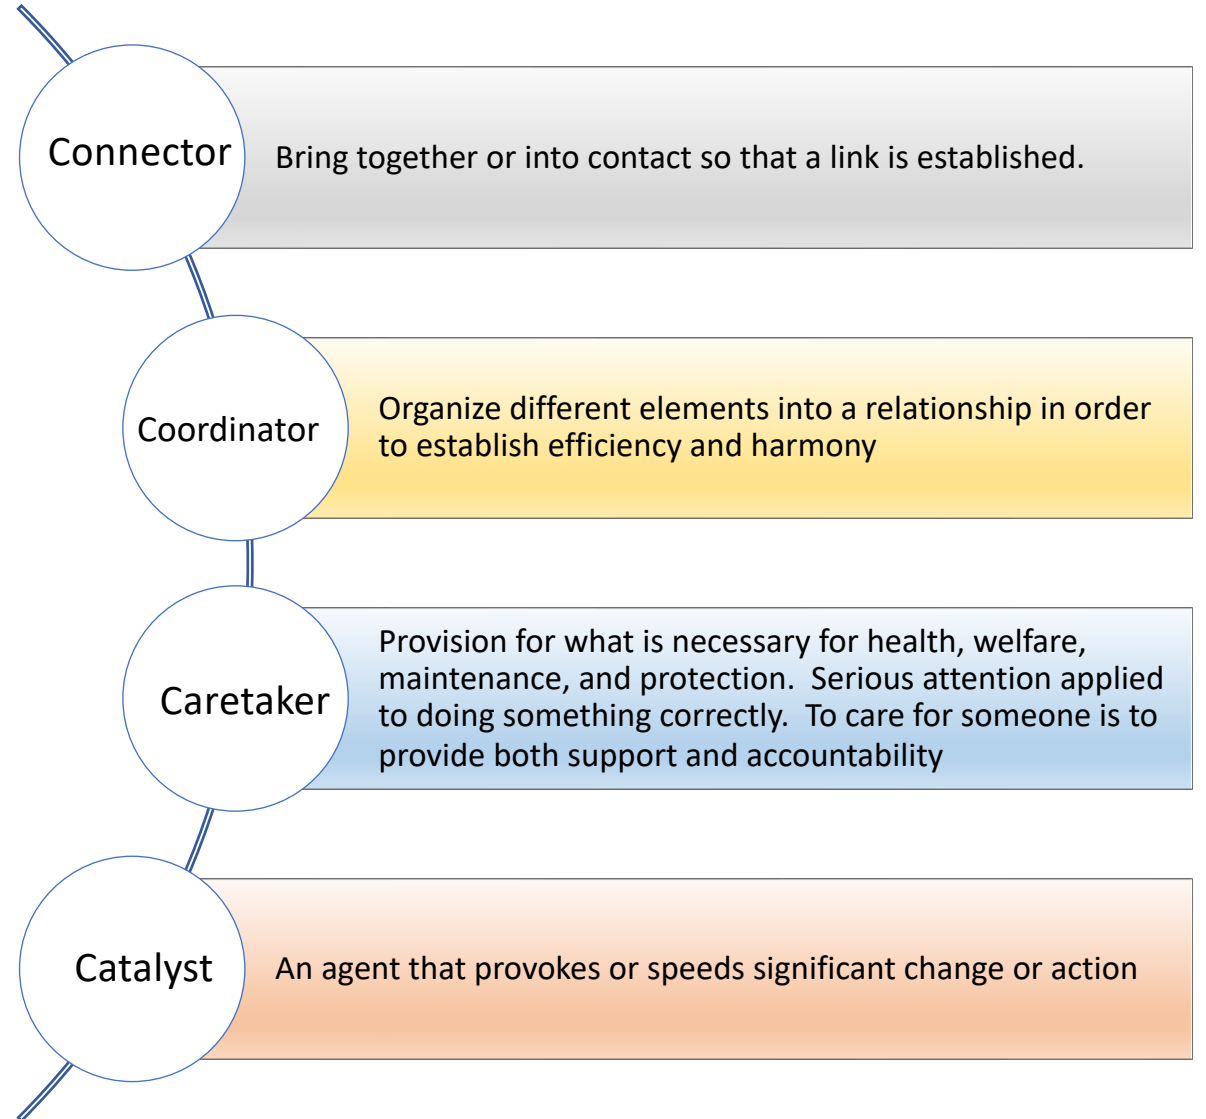 Connector
Bring together or into contact so that a link is established.
Coordinator
Organize different elements into a relationship in order
to establish efficiency and harmony
Caretaker
Provision for what is necessary for health, welfare,
maintenance, and protection.  Serious attention applied
to doing something correctly.  To care for someone is to
provide both support and accountability
Catalyst
An agent that provokes or speeds significant change or action